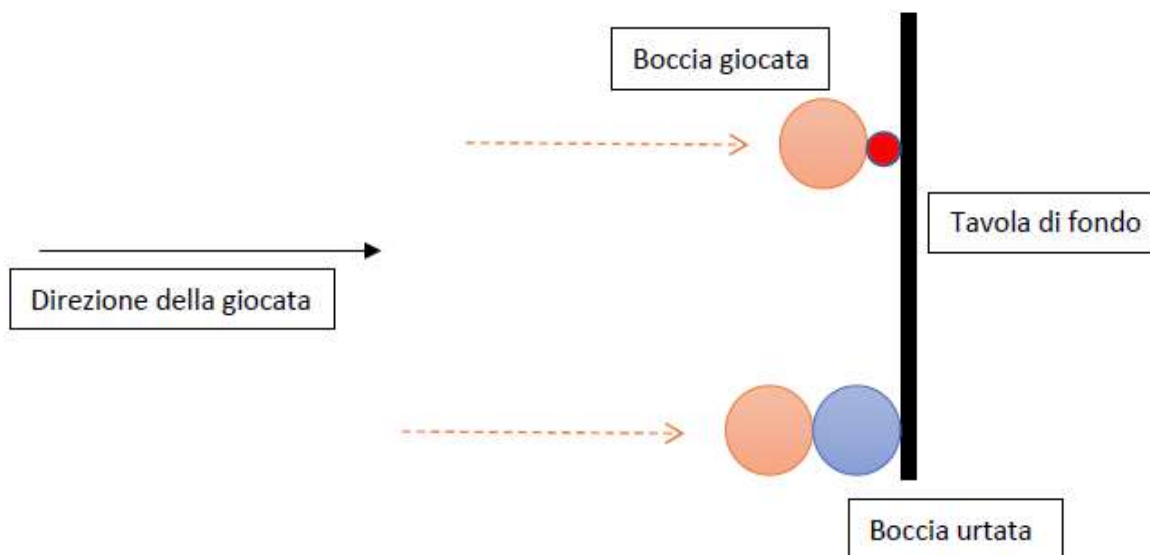 Boccia giocata
Tavola di fondo
Direzione della giocata
Boccia urtata